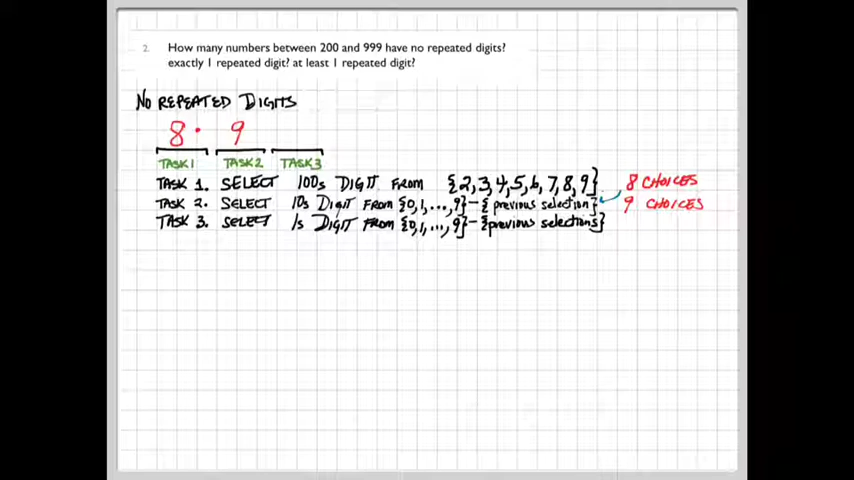 2. How many numbers between 200 and 999 have no repeated digits?
exactly 1 repeated digit? at least 1 repeated digit?
NO REPEATED DIGITS
8 · 9
TASK 1 TASK 2 TASK 3
TASK 1. SELECT 100s DIGIT FROM {2,3,4,5,6,7,8,9} 8 CHOICES
TASK 2. SELECT 10s DIGIT FROM {0,1,...,9} - {previous selection} 9 CHOICES
TASK 3. SELECT 1s DIGIT FROM {0,1,...,9} - {previous selections}